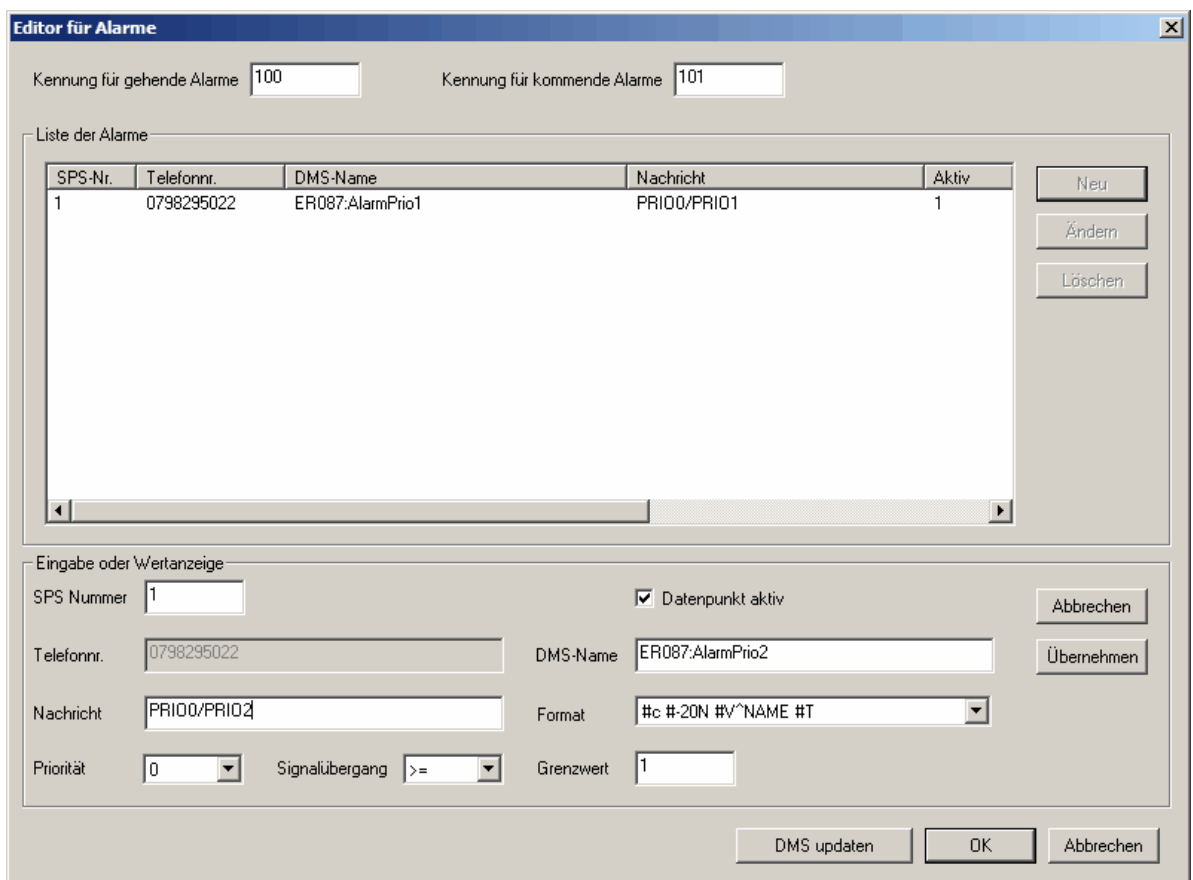 Editor für Alarme
Kennung für gehende Alarme 100 Kennung für kommende Alarme 101
Liste der Alarme
SPS-Nr. Telefonnr. DMS-Name Nachricht Aktiv
1 0798295022 ER087:AlarmPrio1 PRIO0/PRIO1 1
Neu
Ändern
Löschen
Eingabe oder Wertanzeige
SPS Nummer 1 Datenpunkt aktiv Abbrechen
Telefonnr. 0798295022 DMS-Name ER087:AlarmPrio2 Übernehmen
Nachricht PRIO0/PRIO2 Format #c #-20N #V^NAME #T
Priorität 0 Signalübergang >= Grenzwert 1
DMS updaten OK Abbrechen